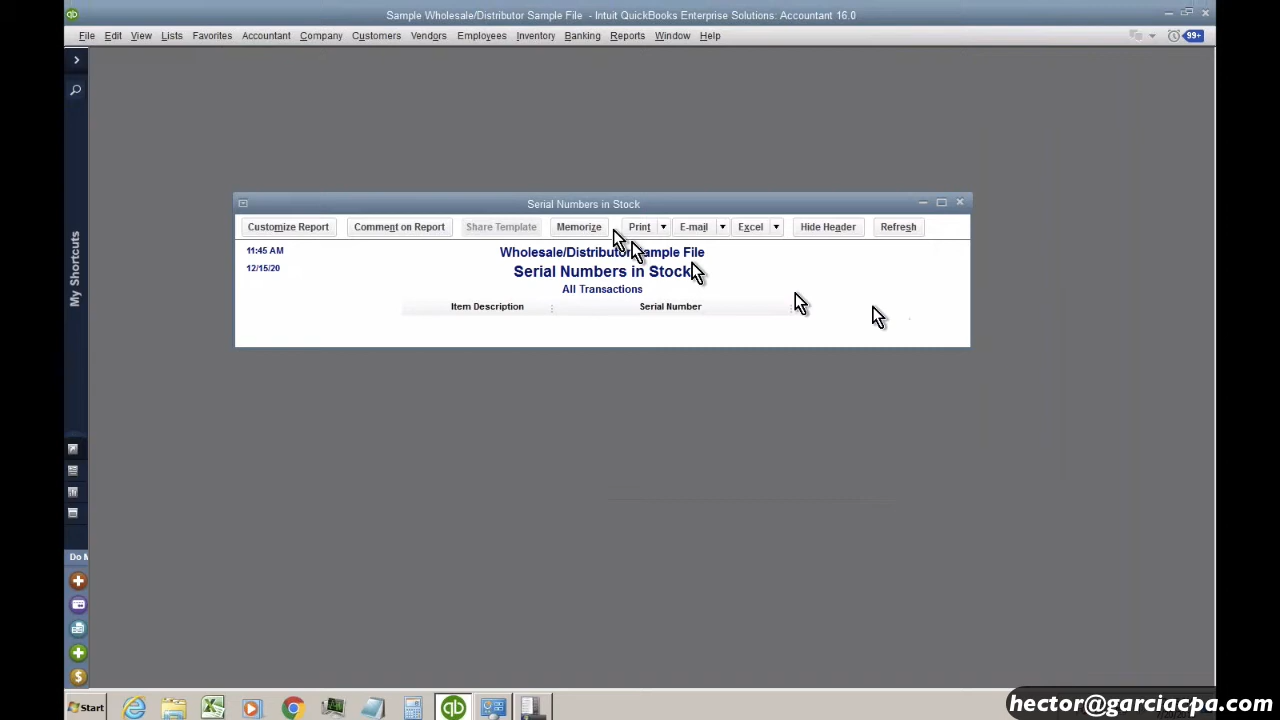 Sample Wholesale/Distributor Sample File - Intuit QuickBooks Enterprise Solutions: Accountant 16.0
File Edit View Lists Favorites Accountant Company Customers Vendors Employees Inventory Banking Reports Window Help
99+
My Shortcuts
Serial Numbers in Stock
Customize Report Comment on Report Share Template Memorize Print E-mail Excel Hide Header Refresh
11:45 AM Wholesale/Distributor Sample File
12/15/20 Serial Numbers in Stock
All Transactions
Item Description Serial Number
Do M
Start
hector@garciacpa.com